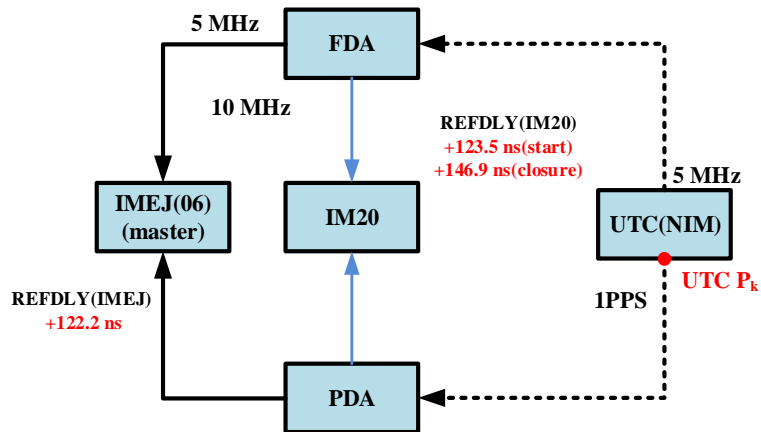 5 MHz
FDA
10 MHz
REFDLY(IM20)
+123.5 ns(start)
+146.9 ns(closure)
5 MHz
IMEJ(06)
(master)
IM20
UTC(NIM)
UTC Pk
REFDLY(IMEJ)
+122.2 ns
1PPS
PDA